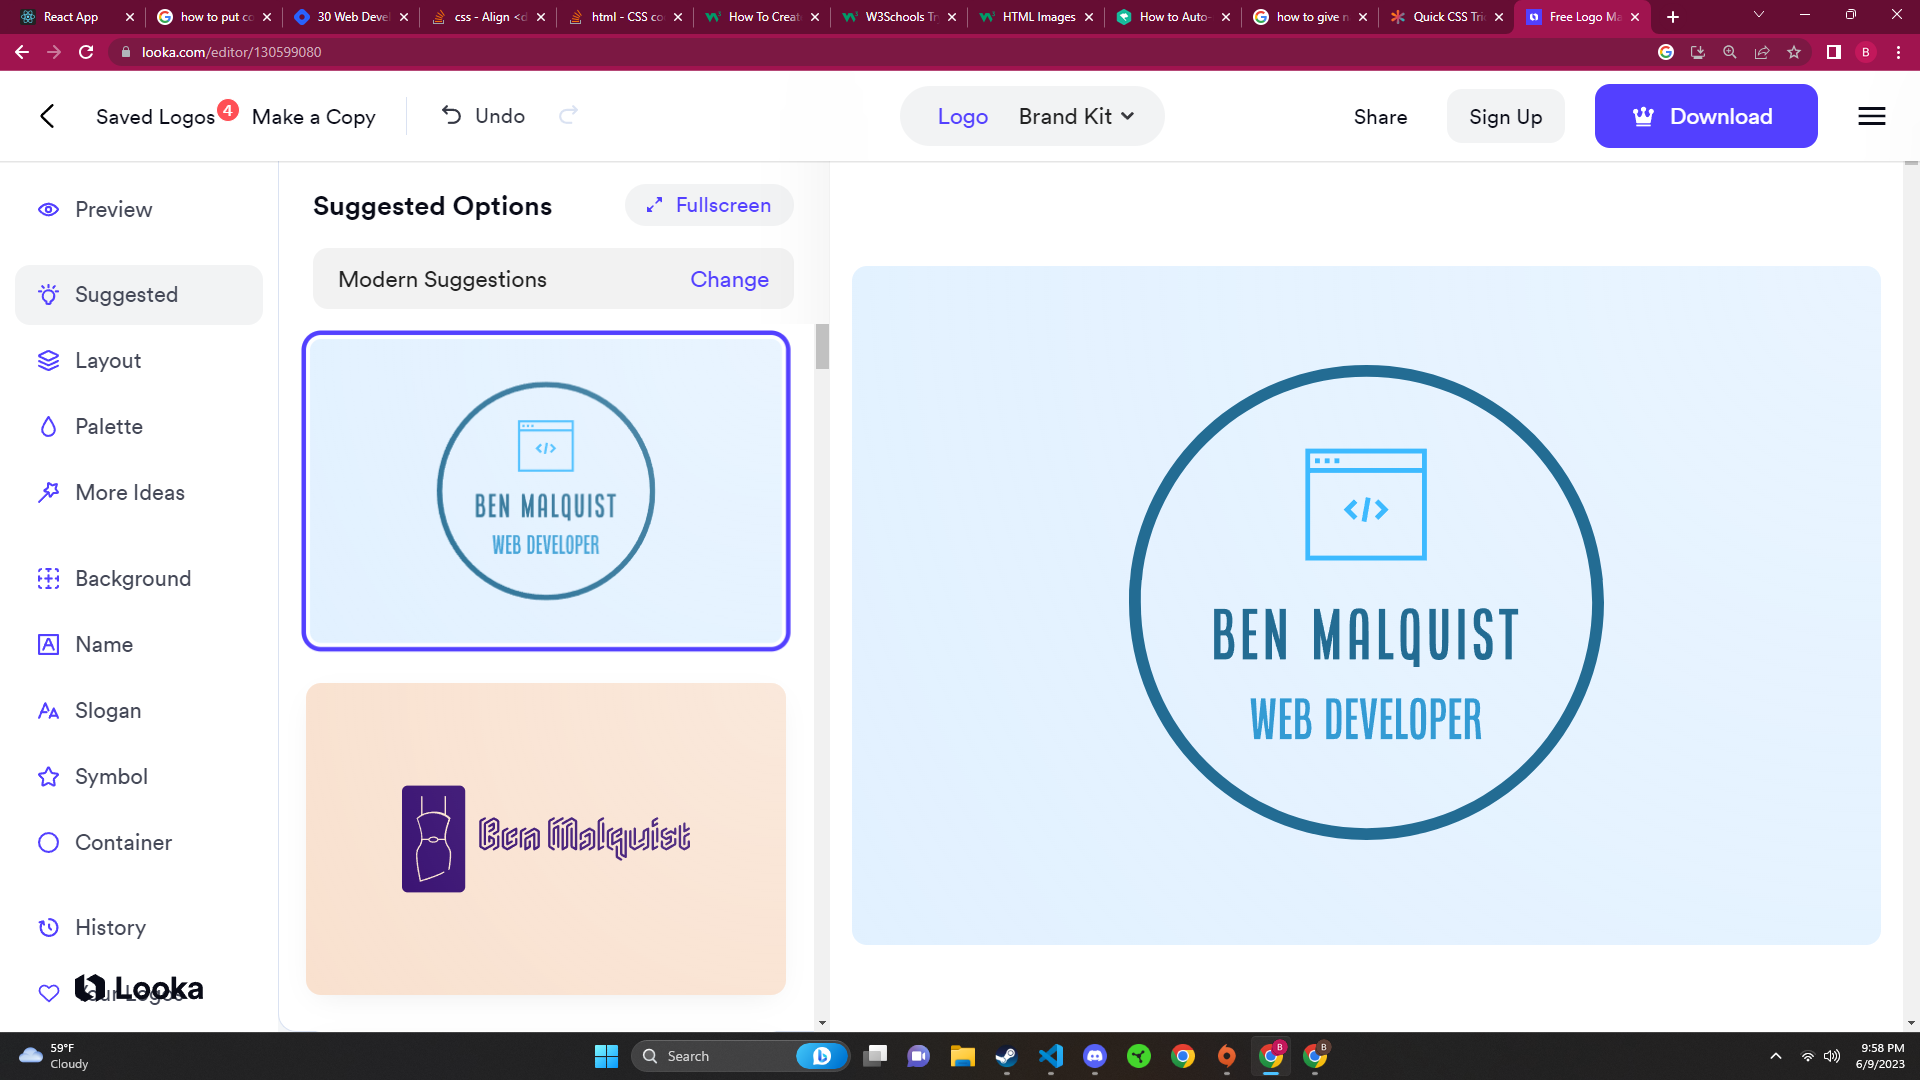 React App
how to put co
30 Web Devel
css - Align <d
html - CSS co
How To Creat
W3Schools Tr
HTML Images
How to Auto-
how to give n
Quick CSS Tric
Free Logo Ma
looka.com/editor/130599080
B
Saved Logos 4
Make a Copy
Undo
Logo
Brand Kit
Share
Sign Up
Download
Preview
Suggested
Layout
Palette
More Ideas
Background
Name
Slogan
Symbol
Container
History
Your Logos
Looka
Suggested Options
Fullscreen
Modern Suggestions
Change
</>
BEN MALQUIST
WEB DEVELOPER
Ben Malquist
</>
BEN MALQUIST
WEB DEVELOPER
59°F
Cloudy
Search
B
B
9:58 PM
6/9/2023